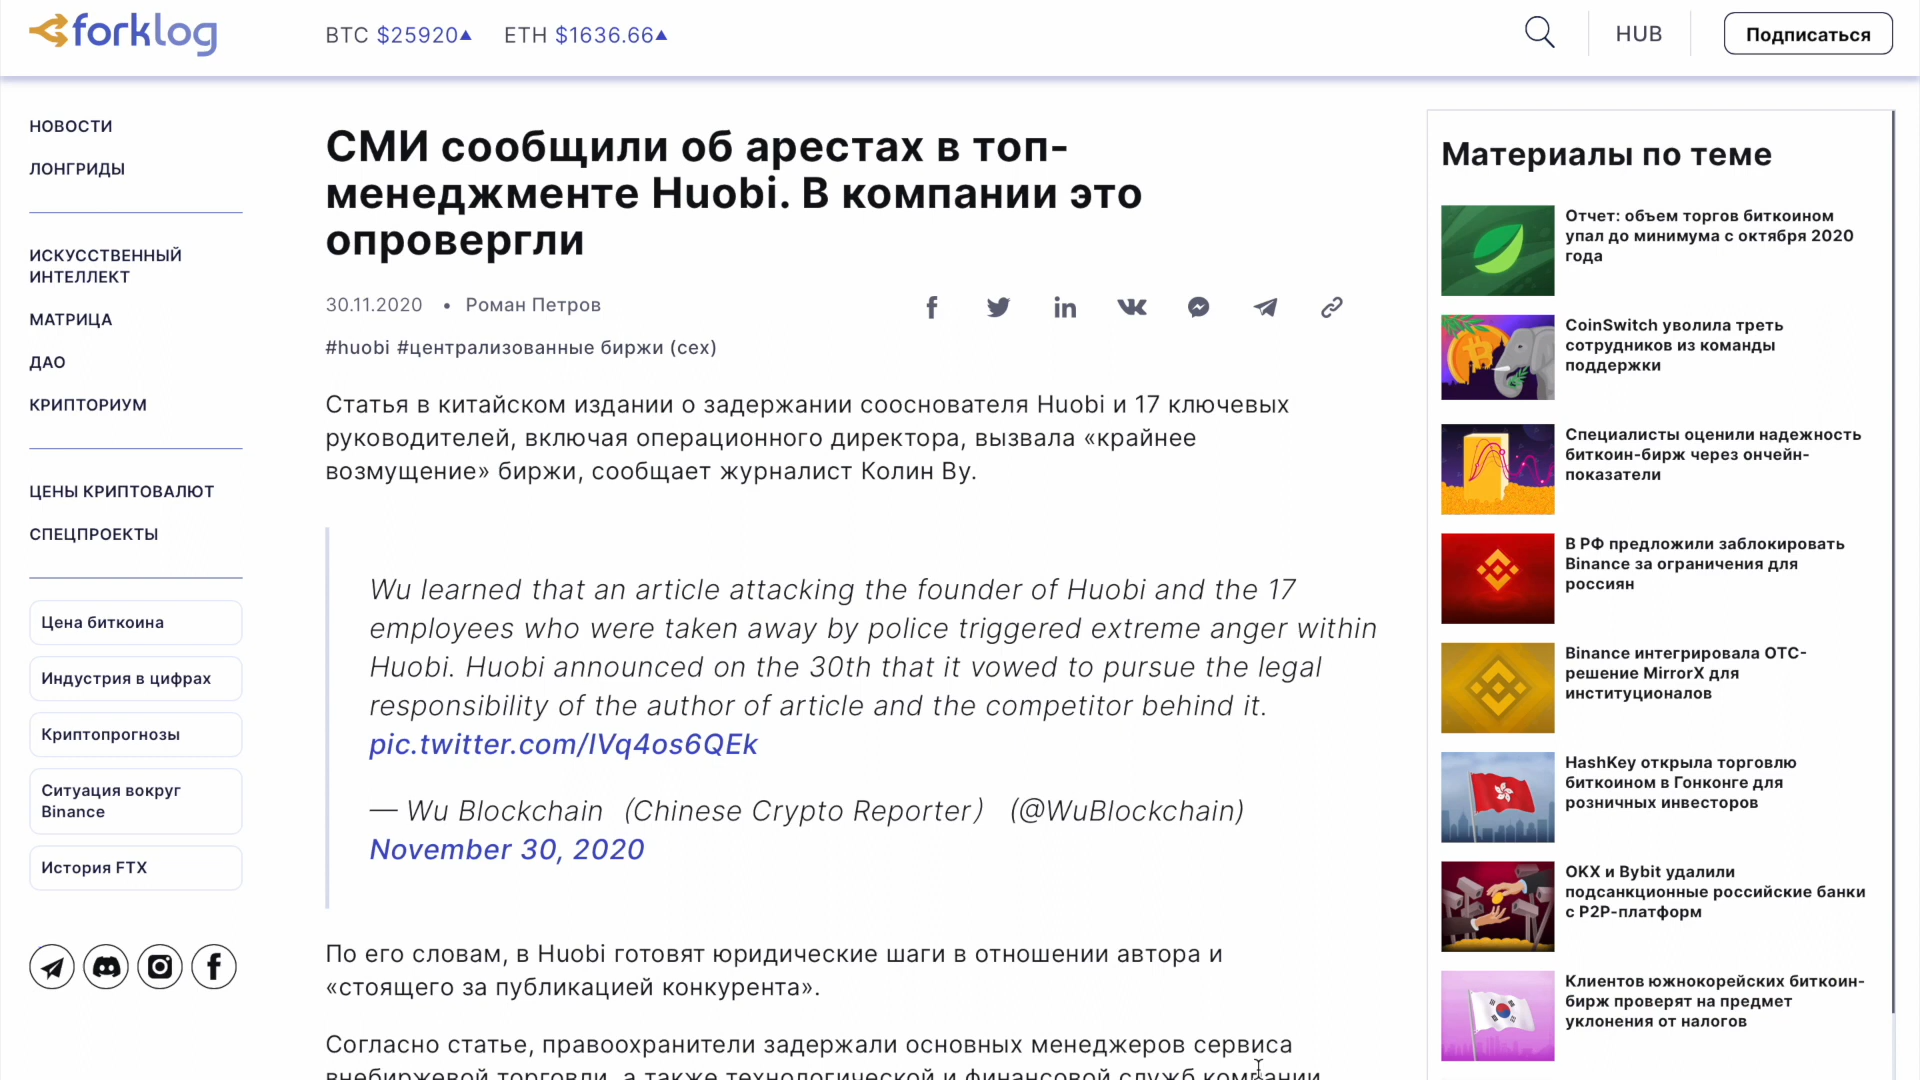 forklog
BTC $25920▲ ETH $1636.66▲
HUB
Подписаться
НОВОСТИ
ЛОНГРИДЫ
ИСКУССТВЕННЫЙ
ИНТЕЛЛЕКТ
МАТРИЦА
ДАО
КРИПТОРИУМ
ЦЕНЫ КРИПТОВАЛЮТ
СПЕЦПРОЕКТЫ
Цена биткоина
Индустрия в цифрах
Криптопрогнозы
Ситуация вокруг
Binance
История FTX
СМИ сообщили об арестах в топ-
менеджменте Huobi. В компании это
опровергли
30.11.2020 • Роман Петров
#huobi #централизованные биржи (cex)
Статья в китайском издании о задержании сооснователя Huobi и 17 ключевых
руководителей, включая операционного директора, вызвала «крайнее
возмущение» биржи, сообщает журналист Колин Ву.
Wu learned that an article attacking the founder of Huobi and the 17
employees who were taken away by police triggered extreme anger within
Huobi. Huobi announced on the 30th that it vowed to pursue the legal
responsibility of the author of article and the competitor behind it.
pic.twitter.com/IVq4os6QEk
— Wu Blockchain（Chinese Crypto Reporter） (@WuBlockchain)
November 30, 2020
По его словам, в Huobi готовят юридические шаги в отношении автора и
«стоящего за публикацией конкурента».
Согласно статье, правоохранители задержали основных менеджеров сервиса
внебиржевой торговли, а также технологической и финансовой служб компании
Материалы по теме
Отчет: объем торгов биткоином
упал до минимума с октября 2020
года
CoinSwitch уволила треть
сотрудников из команды
поддержки
Специалисты оценили надежность
биткоин-бирж через ончейн-
показатели
В РФ предложили заблокировать
Binance за ограничения для
россиян
Binance интегрировала OTC-
решение MirrorX для
институционалов
HashKey открыла торговлю
биткоином в Гонконге для
розничных инвесторов
OKX и Bybit удалили
подсанкционные российские банки
с P2P-платформ
Клиентов южнокорейских биткоин-
бирж проверят на предмет
уклонения от налогов